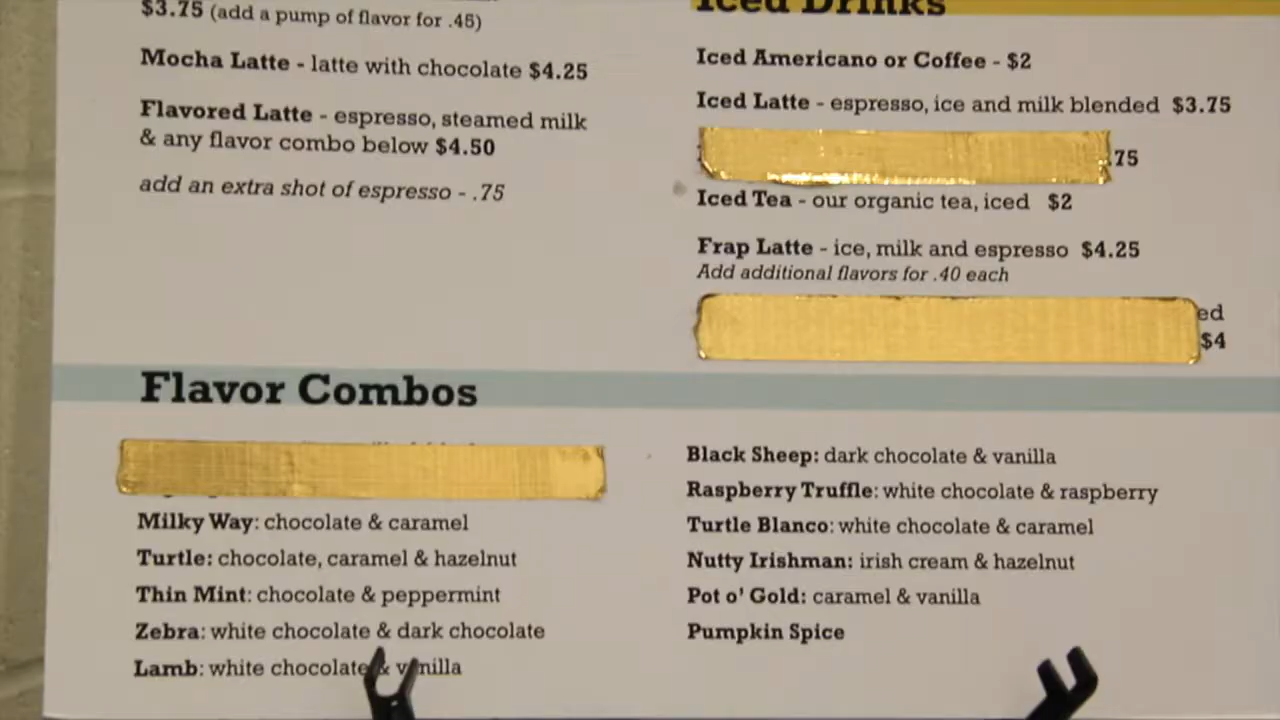 $3.75 (add a pump of flavor for .45)
Mocha Latte - latte with chocolate $4.25
Flavored Latte - espresso, steamed milk
& any flavor combo below $4.50
add an extra shot of espresso - .75
Iced Drinks
Iced Americano or Coffee - $2
Iced Latte - espresso, ice and milk blended $3.75
.75
Iced Tea - our organic tea, iced $2
Frap Latte - ice, milk and espresso $4.25
Add additional flavors for .40 each
ed
$4
Flavor Combos
Milky Way: chocolate & caramel
Turtle: chocolate, caramel & hazelnut
Thin Mint: chocolate & peppermint
Zebra: white chocolate & dark chocolate
Lamb: white chocolate & vanilla
Black Sheep: dark chocolate & vanilla
Raspberry Truffle: white chocolate & raspberry
Turtle Blanco: white chocolate & caramel
Nutty Irishman: irish cream & hazelnut
Pot o' Gold: caramel & vanilla
Pumpkin Spice